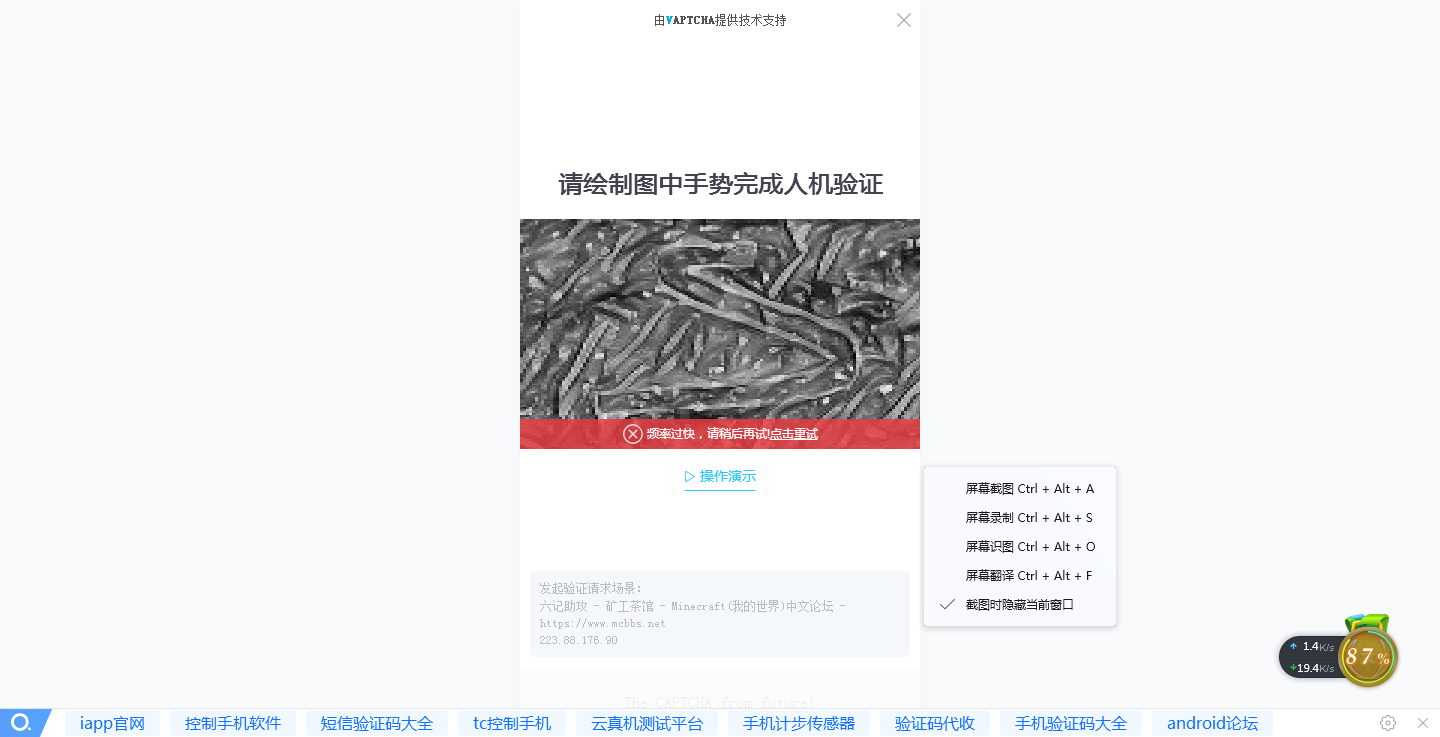 由VAPTCHA提供技术支持
请绘制图中手势完成人机验证
频率过快，请稍后再试!点击重试
操作演示
屏幕截图 Ctrl + Alt + A
屏幕录制 Ctrl + Alt + S
屏幕识图 Ctrl + Alt + O
屏幕翻译 Ctrl + Alt + F
截图时隐藏当前窗口
发起验证请求场景:
六记助攻 - 矿工茶馆 - Minecraft(我的世界)中文论坛 -
https://www.mcbbs.net
223.88.176.90
1.4K/s
19.4K/s
87%
The CAPTCHA from future!
iapp官网 控制手机软件 短信验证码大全 tc控制手机 云真机测试平台 手机计步传感器 验证码代收 手机验证码大全 android论坛